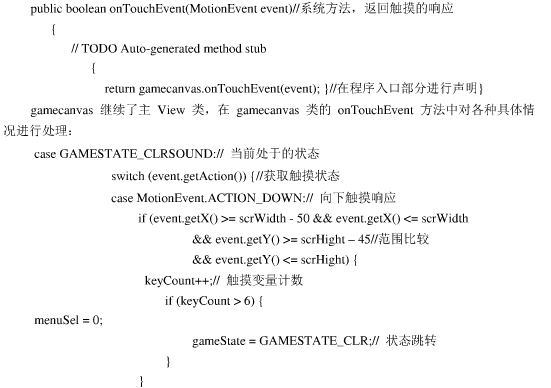 public boolean onTouchEvent(MotionEvent event)//系统方法，返回触摸的响应
{
// TODO Auto-generated method stub
{
return gamecanvas.onTouchEvent(event); }//在程序入口部分进行声明}
gamecanvas 继续了主 View 类，在 gamecanvas 类的 onTouchEvent 方法中对各种具体情
况进行处理：
case GAMESTATE_CLRSOUND:// 当前处于的状态
switch (event.getAction()) {//获取触摸状态
case MotionEvent.ACTION_DOWN:// 向下触摸响应
if (event.getX() >= scrWidth - 50 && event.getX() <= scrWidth
&& event.getY() >= scrHight – 45//范围比较
&& event.getY() <= scrHight) {
keyCount++;// 触摸变量计数
if (keyCount > 6) {
menuSel = 0;
gameState = GAMESTATE_CLR;// 状态跳转
}
}